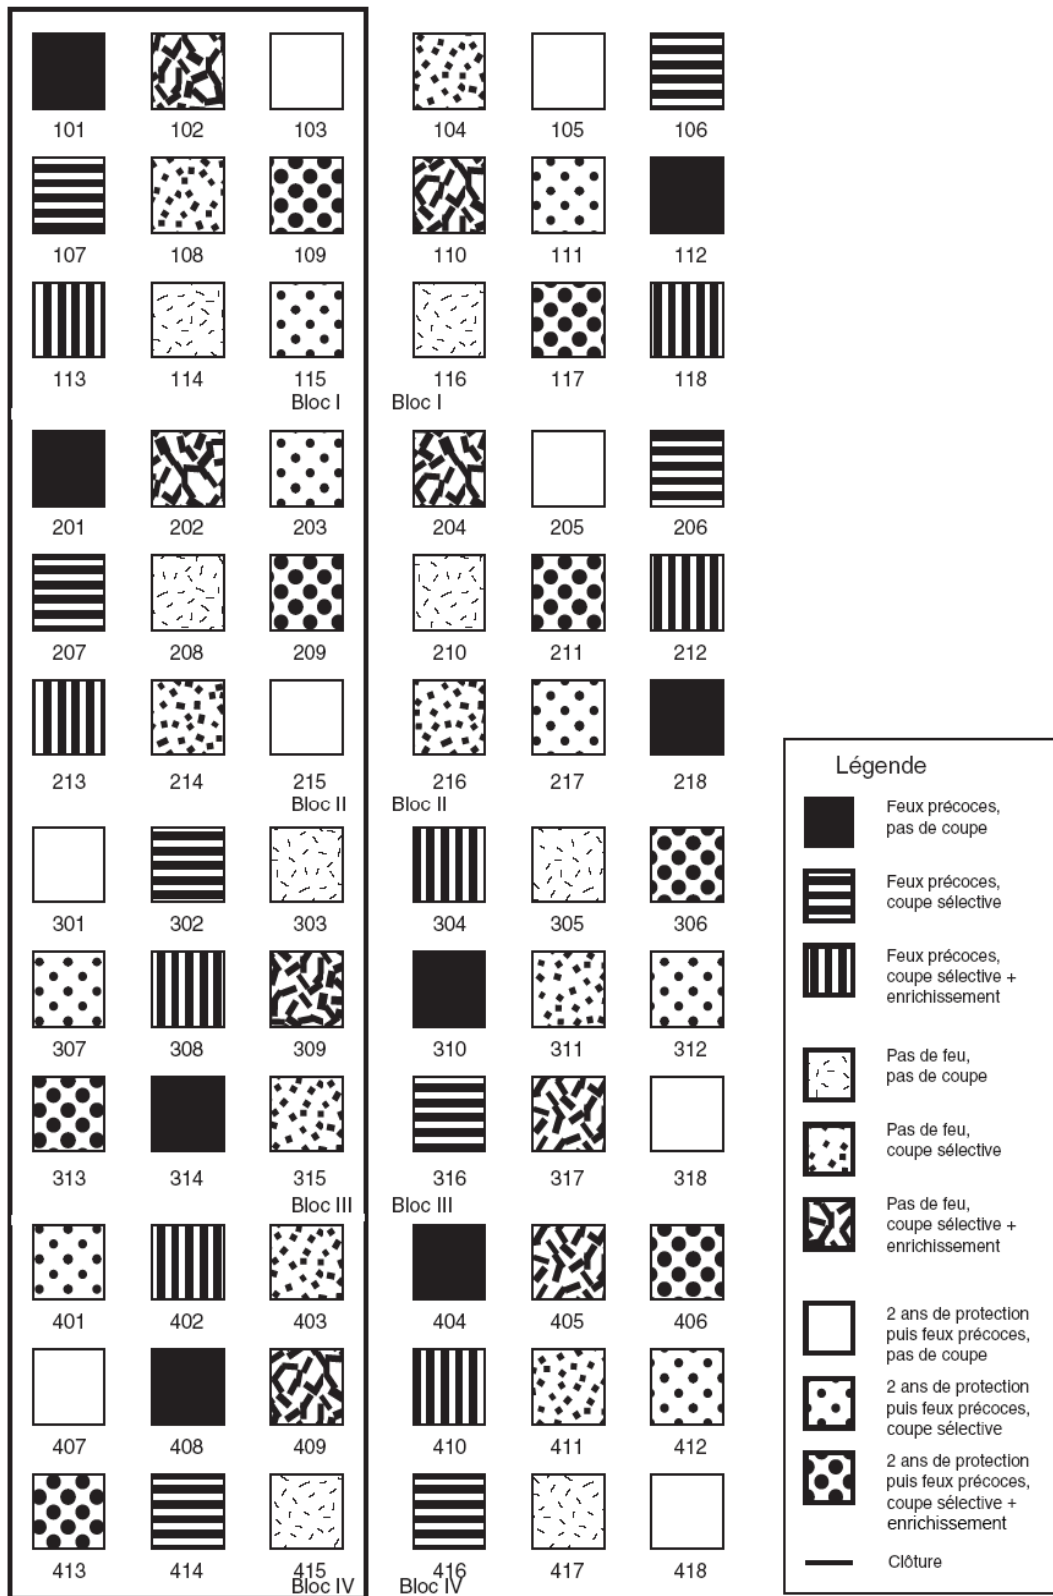 101 102 103 104 105 106
107 108 109 110 111 112
113 114 115 116 117 118
Bloc I Bloc I
201 202 203 204 205 206
207 208 209 210 211 212
213 214 215 216 217 218
Bloc II Bloc II
301 302 303 304 305 306
307 308 309 310 311 312
313 314 315 316 317 318
Bloc III Bloc III
401 402 403 404 405 406
407 408 409 410 411 412
413 414 415 416 417 418
Bloc IV Bloc IV
Légende
Feux précoces,
pas de coupe
Feux précoces,
coupe sélective
Feux précoces,
coupe sélective +
enrichissement
Pas de feu,
pas de coupe
Pas de feu,
coupe sélective
Pas de feu,
coupe sélective +
enrichissement
2 ans de protection
puis feux précoces,
pas de coupe
2 ans de protection
puis feux précoces,
coupe sélective
2 ans de protection
puis feux précoces,
coupe sélective +
enrichissement
Clôture